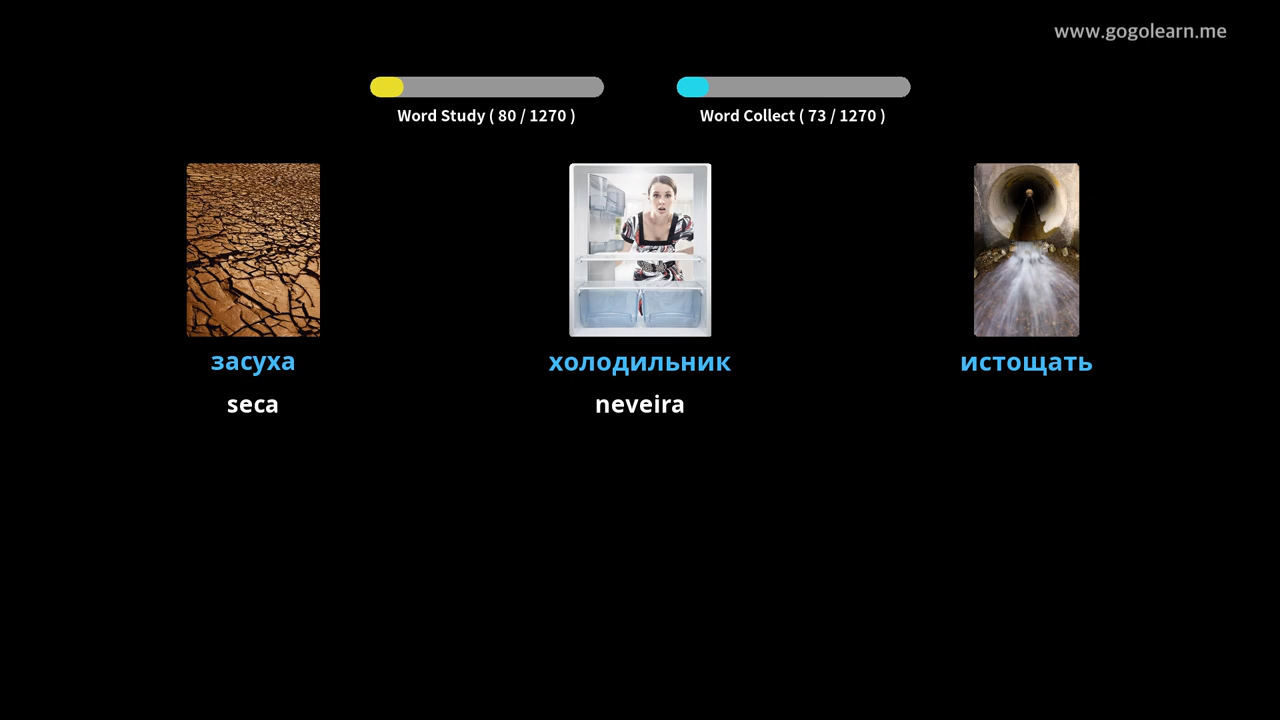 www.gogolearn.me
Word Study ( 80 / 1270 )
Word Collect ( 73 / 1270 )
засуха
холодильник
истощать
seca
neveira